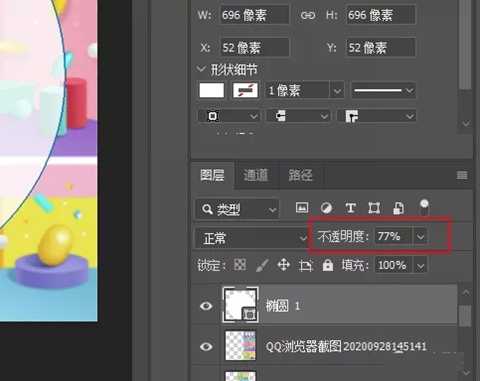 W: 696 像素 H: 696 像素
X: 52 像素 Y: 52 像素
形状细节
1 像素
图层 通道 路径
类型
正常 不透明度: 77%
锁定: 填充: 100%
椭圆 1
QQ浏览器截图20200928145141